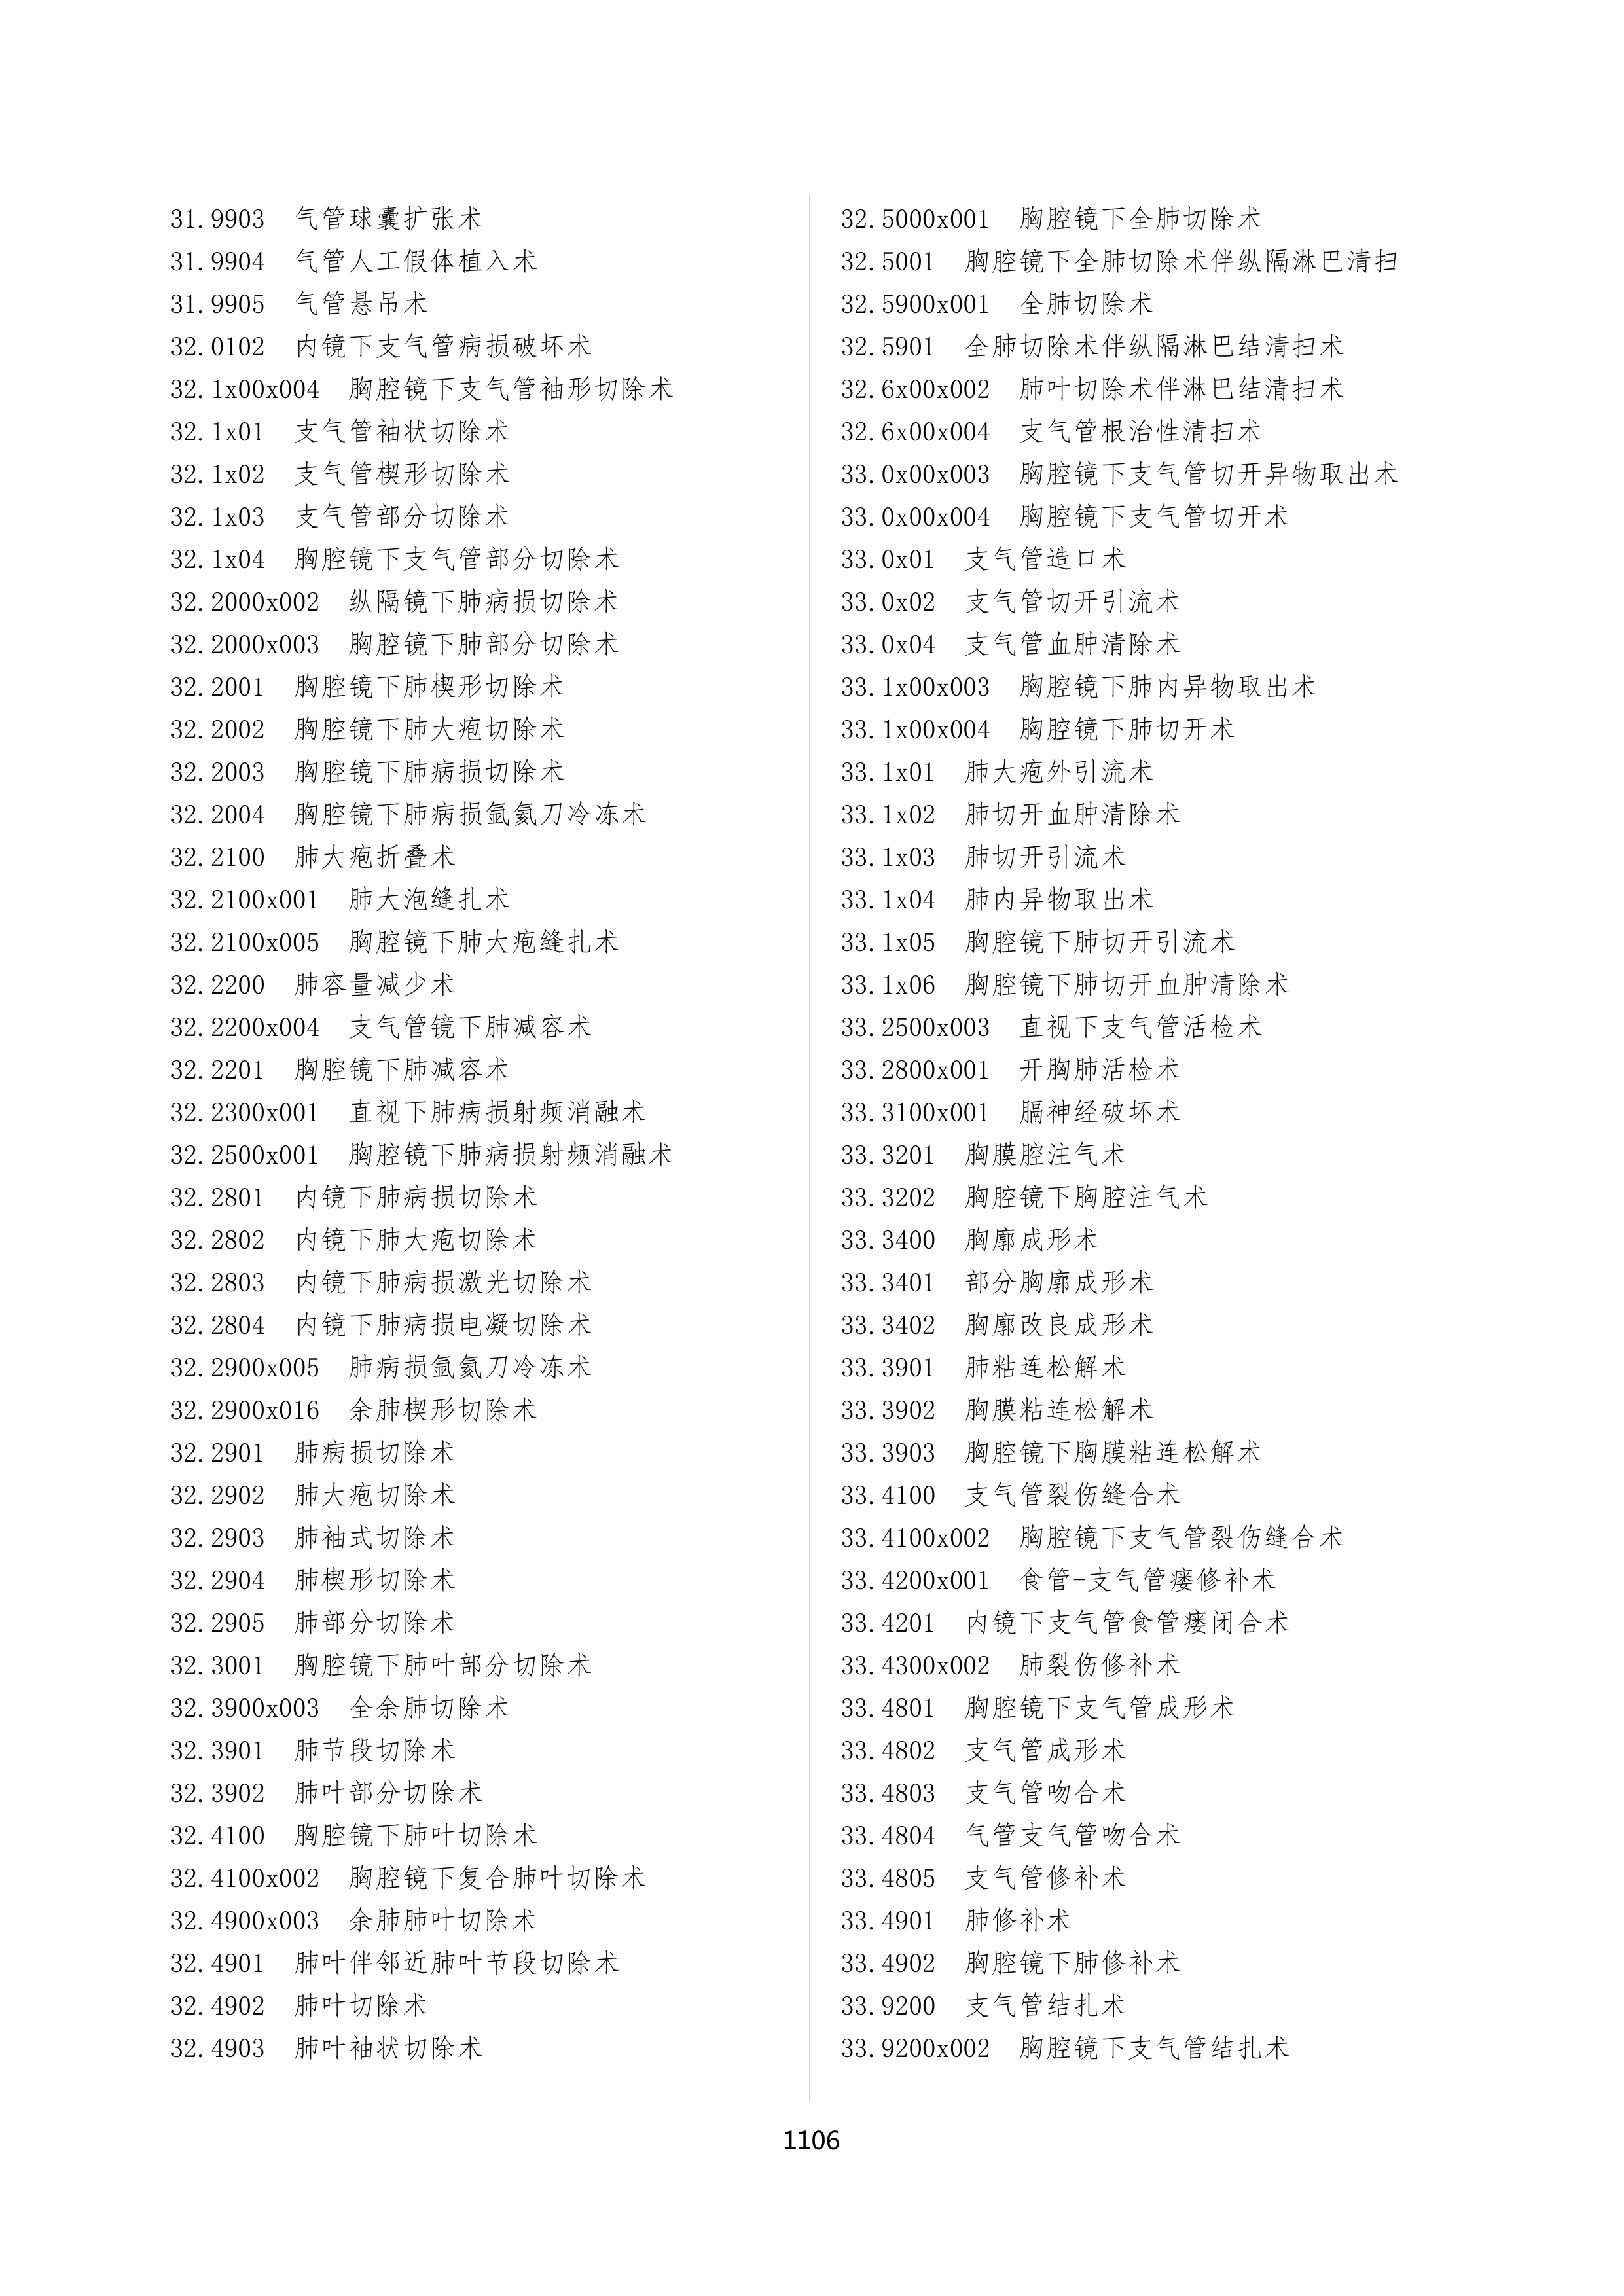 31.9903 气管球囊扩张术
31.9904 气管人工假体植入术
31.9905 气管悬吊术
32.0102 内镜下支气管病损破坏术
32.1x00x004 胸腔镜下支气管袖形切除术
32.1x01 支气管袖状切除术
32.1x02 支气管楔形切除术
32.1x03 支气管部分切除术
32.1x04 胸腔镜下支气管部分切除术
32.2000x002 纵隔镜下肺病损切除术
32.2000x003 胸腔镜下肺部分切除术
32.2001 胸腔镜下肺楔形切除术
32.2002 胸腔镜下肺大疱切除术
32.2003 胸腔镜下肺病损切除术
32.2004 胸腔镜下肺病损氩氦刀冷冻术
32.2100 肺大疱折叠术
32.2100x001 肺大泡缝扎术
32.2100x005 胸腔镜下肺大疱缝扎术
32.2200 肺容量减少术
32.2200x004 支气管镜下肺减容术
32.2201 胸腔镜下肺减容术
32.2300x001 直视下肺病损射频消融术
32.2500x001 胸腔镜下肺病损射频消融术
32.2801 内镜下肺病损切除术
32.2802 内镜下肺大疱切除术
32.2803 内镜下肺病损激光切除术
32.2804 内镜下肺病损电凝切除术
32.2900x005 肺病损氩氦刀冷冻术
32.2900x016 余肺楔形切除术
32.2901 肺病损切除术
32.2902 肺大疱切除术
32.2903 肺袖式切除术
32.2904 肺楔形切除术
32.2905 肺部分切除术
32.3001 胸腔镜下肺叶部分切除术
32.3900x003 全余肺切除术
32.3901 肺节段切除术
32.3902 肺叶部分切除术
32.4100 胸腔镜下肺叶切除术
32.4100x002 胸腔镜下复合肺叶切除术
32.4900x003 余肺肺叶切除术
32.4901 肺叶伴邻近肺叶节段切除术
32.4902 肺叶切除术
32.4903 肺叶袖状切除术
32.5000x001 胸腔镜下全肺切除术
32.5001 胸腔镜下全肺切除术伴纵隔淋巴清扫
32.5900x001 全肺切除术
32.5901 全肺切除术伴纵隔淋巴结清扫术
32.6x00x002 肺叶切除术伴淋巴结清扫术
32.6x00x004 支气管根治性清扫术
33.0x00x003 胸腔镜下支气管切开异物取出术
33.0x00x004 胸腔镜下支气管切开术
33.0x01 支气管造口术
33.0x02 支气管切开引流术
33.0x04 支气管血肿清除术
33.1x00x003 胸腔镜下肺内异物取出术
33.1x00x004 胸腔镜下肺切开术
33.1x01 肺大疱外引流术
33.1x02 肺切开血肿清除术
33.1x03 肺切开引流术
33.1x04 肺内异物取出术
33.1x05 胸腔镜下肺切开引流术
33.1x06 胸腔镜下肺切开血肿清除术
33.2500x003 直视下支气管活检术
33.2800x001 开胸肺活检术
33.3100x001 膈神经破坏术
33.3201 胸膜腔注气术
33.3202 胸腔镜下胸腔注气术
33.3400 胸廓成形术
33.3401 部分胸廓成形术
33.3402 胸廓改良成形术
33.3901 肺粘连松解术
33.3902 胸膜粘连松解术
33.3903 胸腔镜下胸膜粘连松解术
33.4100 支气管裂伤缝合术
33.4100x002 胸腔镜下支气管裂伤缝合术
33.4200x001 食管-支气管瘘修补术
33.4201 内镜下支气管食管瘘闭合术
33.4300x002 肺裂伤修补术
33.4801 胸腔镜下支气管成形术
33.4802 支气管成形术
33.4803 支气管吻合术
33.4804 气管支气管吻合术
33.4805 支气管修补术
33.4901 肺修补术
33.4902 胸腔镜下肺修补术
33.9200 支气管结扎术
33.9200x002 胸腔镜下支气管结扎术
1106